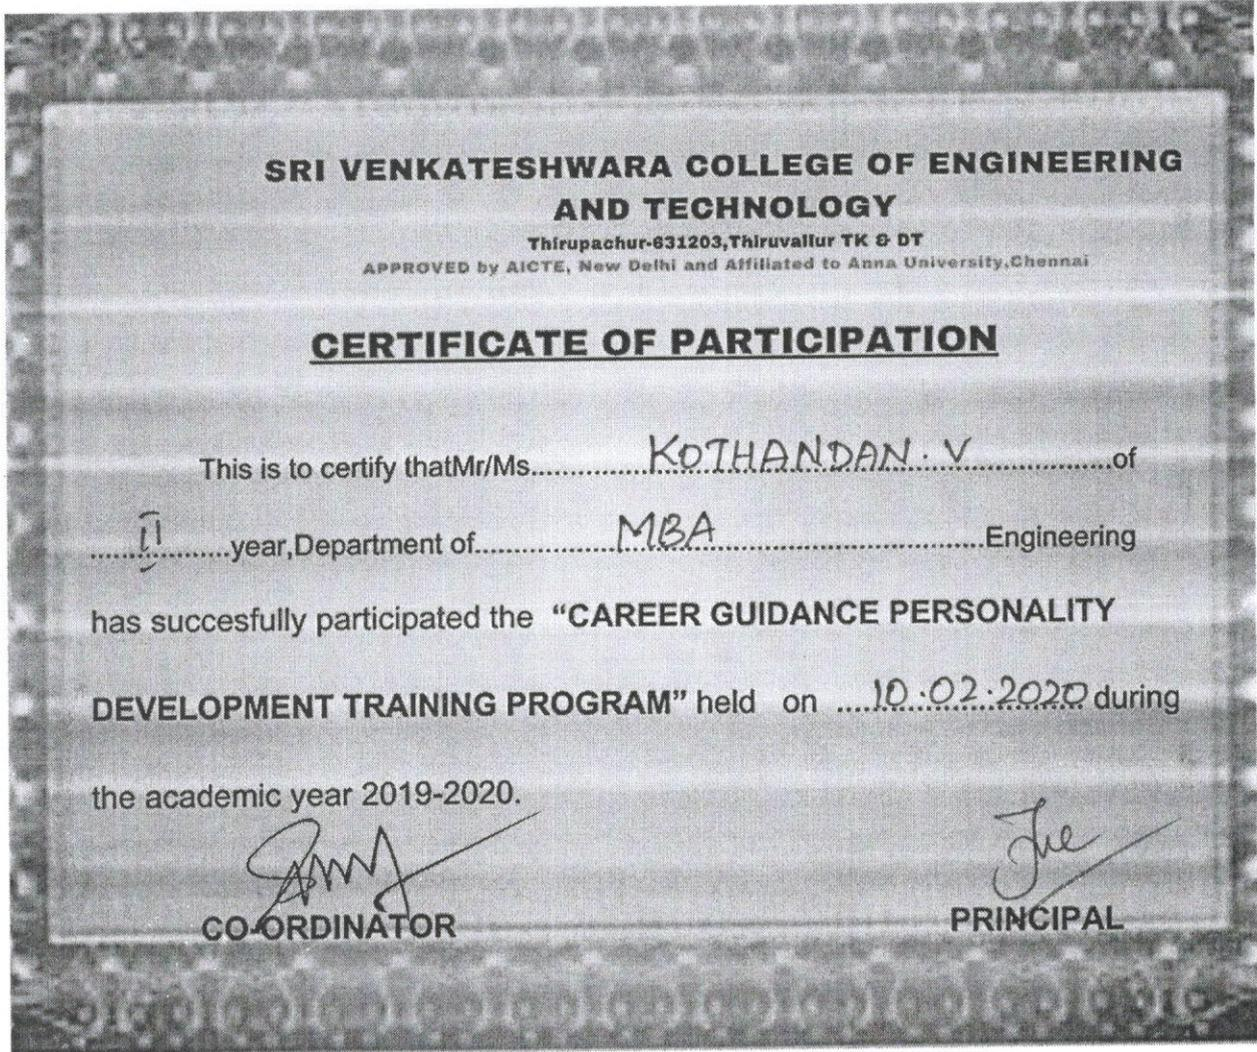 SRI VENKATESHWARA COLLEGE OF ENGINEERING
AND TECHNOLOGY
Thirupachur-631203,Thiruvallur TK & DT
APPROVED by AICTE, New Delhi and Affiliated to Anna University,Chennai
CERTIFICATE OF PARTICIPATION
This is to certify thatMr/Ms.............KOTHANDAN. V.............of
......II......year,Department of.............MBA.............Engineering
has succesfully participated the "CAREER GUIDANCE PERSONALITY
DEVELOPMENT TRAINING PROGRAM" held on ....10.02.2020 during
the academic year 2019-2020.
CO-ORDINATOR PRINCIPAL